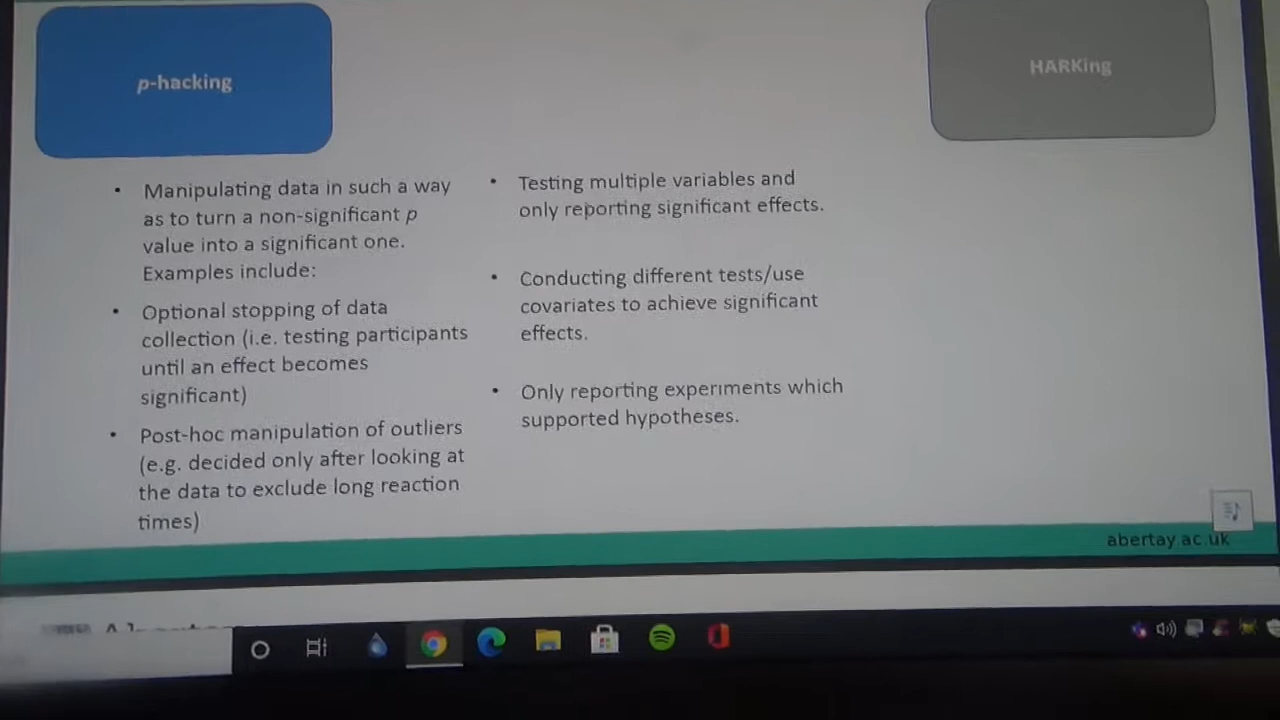 p-hacking
HARKing
Manipulating data in such a way
as to turn a non-significant p
value into a significant one.
Examples include:
Optional stopping of data
collection (i.e. testing participants
until an effect becomes
significant)
Post-hoc manipulation of outliers
(e.g. decided only after looking at
the data to exclude long reaction
times)
Testing multiple variables and
only reporting significant effects.
Conducting different tests/use
covariates to achieve significant
effects.
Only reporting experiments which
supported hypotheses.
abertay.ac.uk